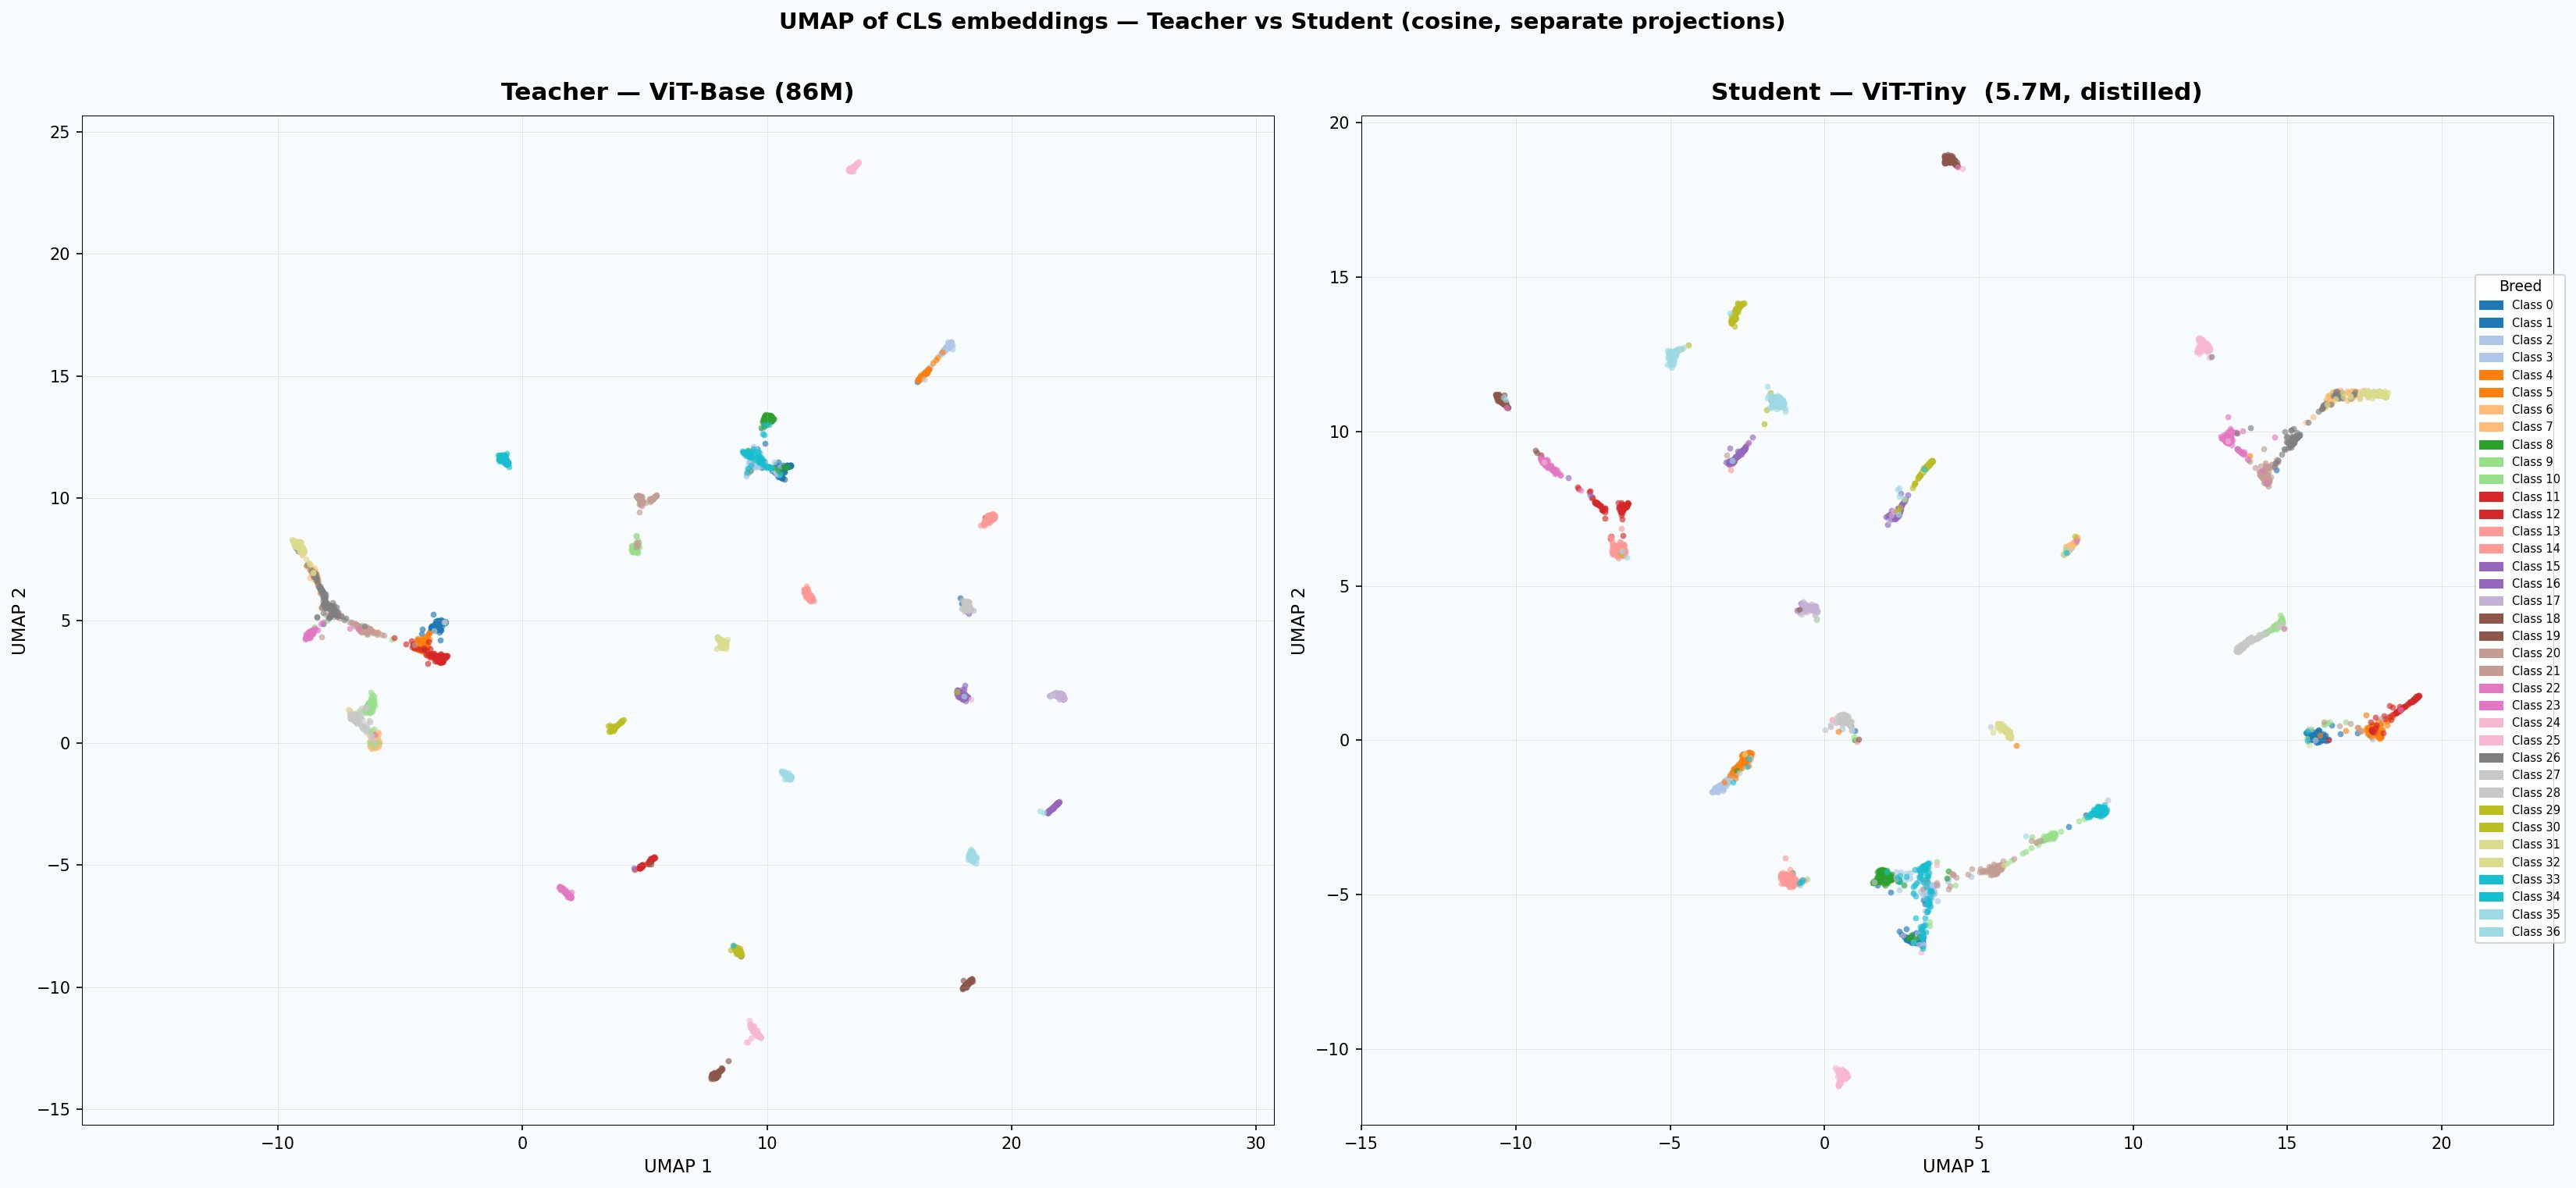 UMAP of CLS embeddings — Teacher vs Student (cosine, separate projections)
Teacher — ViT-Base (86M)
25
20
15
10
5
0
−5
−10
−15
UMAP 2
−10
0
10
20
30
UMAP 1
Student — ViT-Tiny  (5.7M, distilled)
20
15
10
5
0
−5
−10
UMAP 2
−15
−10
−5
0
5
10
15
20
UMAP 1
Breed
Class 0
Class 1
Class 2
Class 3
Class 4
Class 5
Class 6
Class 7
Class 8
Class 9
Class 10
Class 11
Class 12
Class 13
Class 14
Class 15
Class 16
Class 17
Class 18
Class 19
Class 20
Class 21
Class 22
Class 23
Class 24
Class 25
Class 26
Class 27
Class 28
Class 29
Class 30
Class 31
Class 32
Class 33
Class 34
Class 35
Class 36